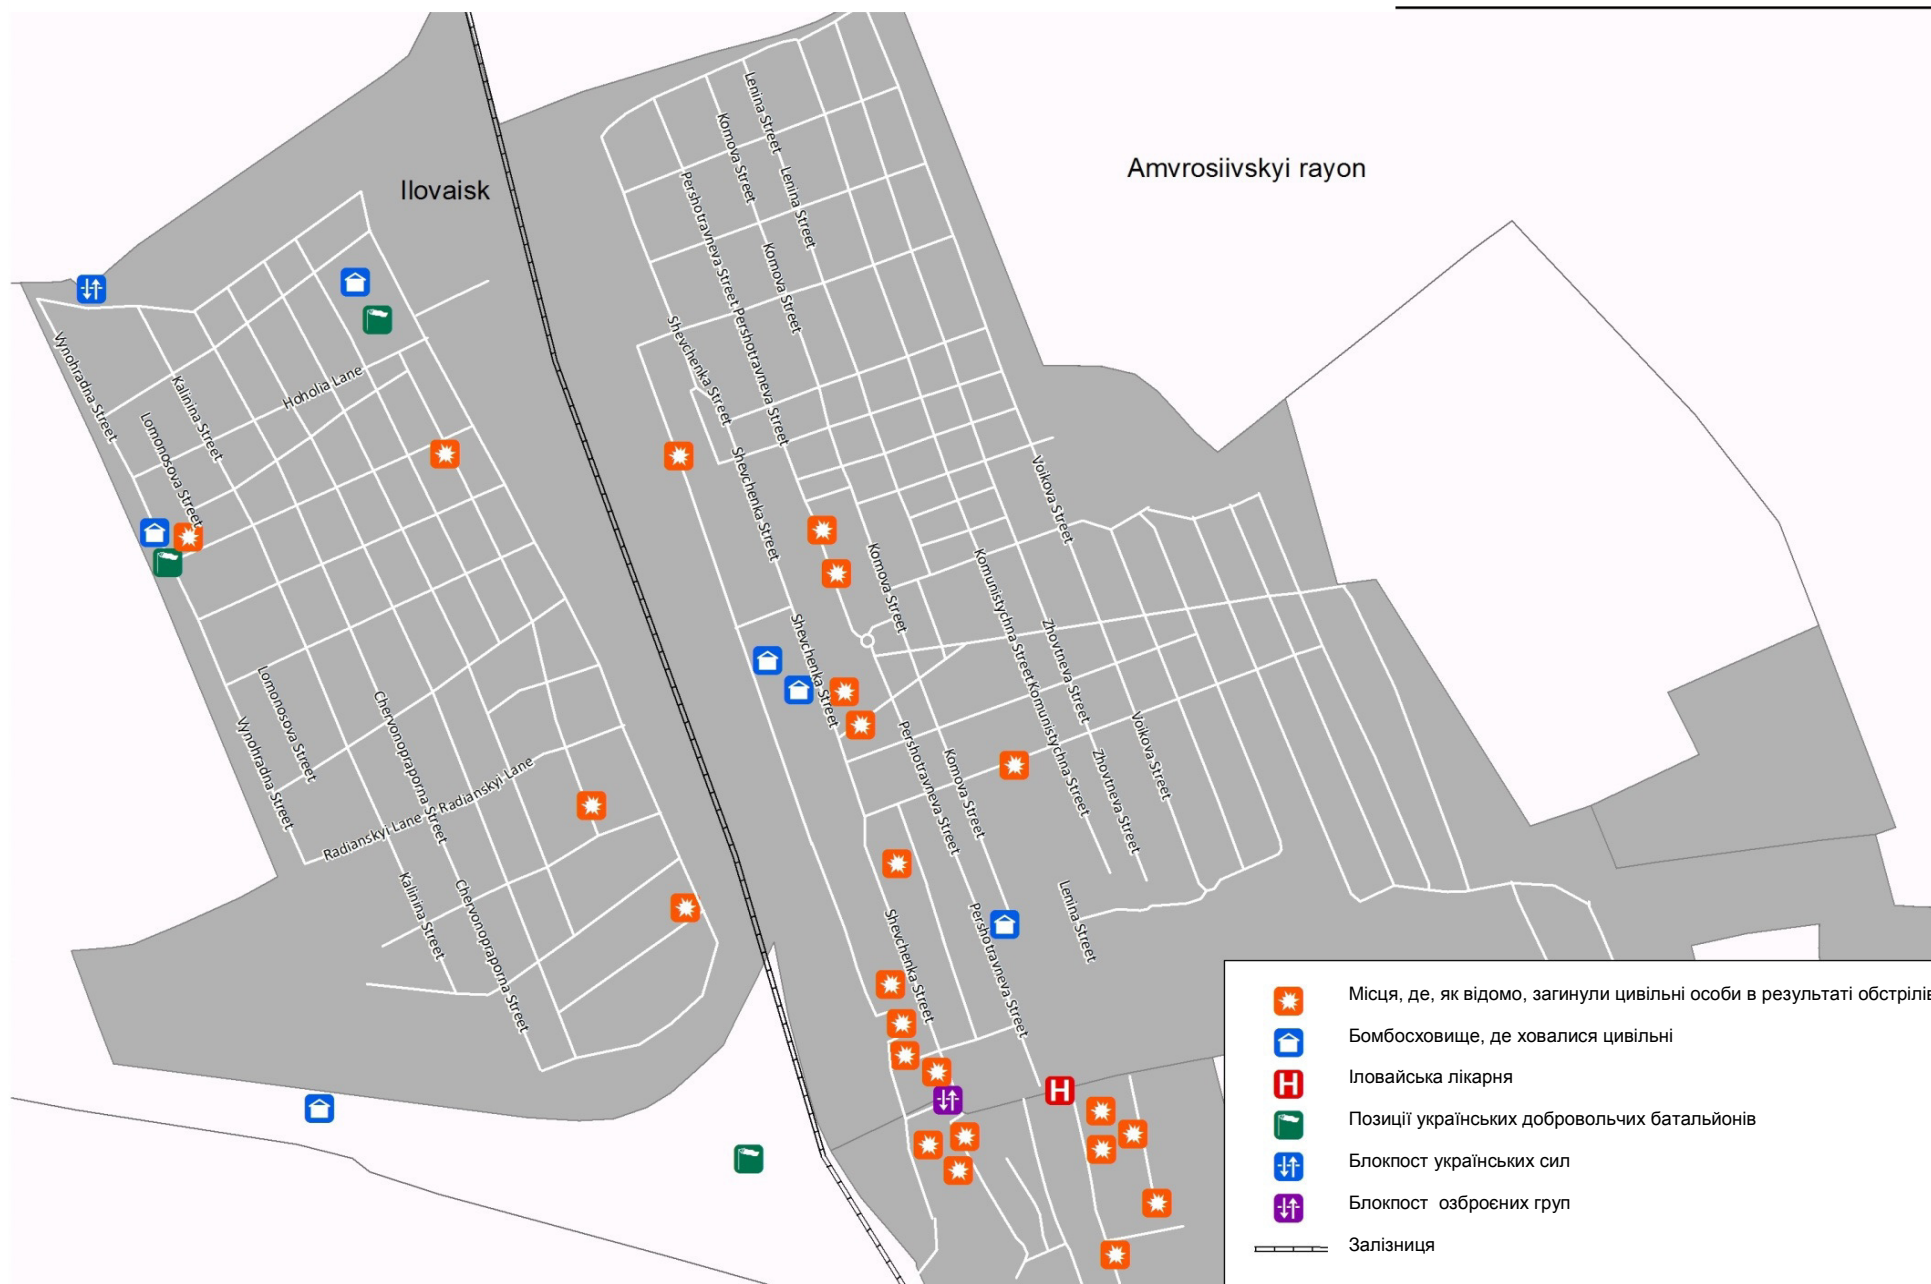 Ilovaisk
Amvrosiivskyi rayon
Lenina Street
Komova Street
Lenina Street
Pershotravneva Street
Komova Street
Pershotravneva Street
Shevchenka Street
Vynohradna Street
Kalinina Street
Hoholia Lane
Lomonosova Street
Shevchenka Street
Voikova Street
Komova Street
Komunistychna Street
Shevchenka Street
Zhovtneva Street
Lomonosova Street
Komunistychna Street
Chervonopraporna Street
Vynohradna Street
Pershotravneva Street
Komova Street
Zhovtneva Street
Voikova Street
Radianskyi Lane
Radianskyi Lane
Kalinina Street
Chervonopraporna Street
Shevchenka Street
Pershotravneva Street
Lenina Street
H
Місця, де, як відомо, загинули цивільні особи в результаті обстрілів
Бомбосховище, де ховалися цивільні
H Іловайська лікарня
Позиції українських добровольчих батальйонів
Блокпост українських сил
Блокпост озброєних груп
Залізниця